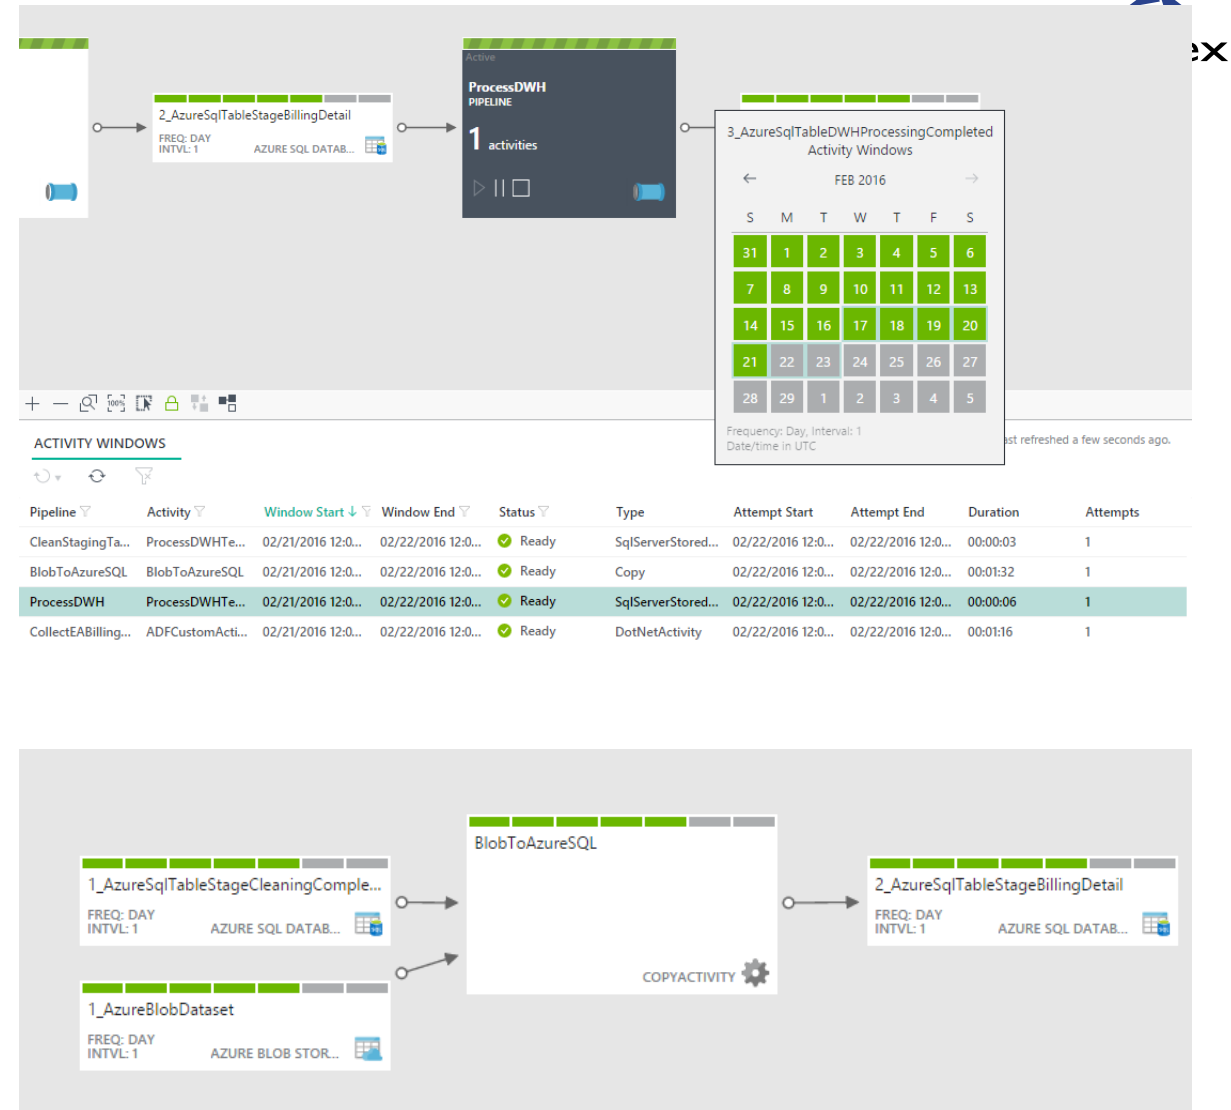 ex
Active
ProcessDWH
PIPELINE
1 activities
2_AzureSqlTableStageBillingDetail
FREQ: DAY
INTVL: 1
AZURE SQL DATAB...
3_AzureSqlTableDWHProcessingCompleted
Activity Windows
FEB 2016
S M T W T F S
31 1 2 3 4 5 6
7 8 9 10 11 12 13
14 15 16 17 18 19 20
21 22 23 24 25 26 27
28 29 1 2 3 4 5
Frequency: Day, Interval: 1
Date/time in UTC
100%
ACTIVITY WINDOWS
refreshed a few seconds ago.
Pipeline Activity Window Start Window End Status Type Attempt Start Attempt End Duration Attempts
CleanStagingTa... ProcessDWHTe... 02/21/2016 12:0... 02/22/2016 12:0... Ready SqlServerStored... 02/22/2016 12:0... 02/22/2016 12:0... 00:00:03 1
BlobToAzureSQL BlobToAzureSQL 02/21/2016 12:0... 02/22/2016 12:0... Ready Copy 02/22/2016 12:0... 02/22/2016 12:0... 00:01:32 1
ProcessDWH ProcessDWHTe... 02/21/2016 12:0... 02/22/2016 12:0... Ready SqlServerStored... 02/22/2016 12:0... 02/22/2016 12:0... 00:00:06 1
CollectEABilling... ADFCustomActi... 02/21/2016 12:0... 02/22/2016 12:0... Ready DotNetActivity 02/22/2016 12:0... 02/22/2016 12:0... 00:01:16 1
BlobToAzureSQL
COPYACTIVITY
1_AzureSqlTableStageCleaningComple...
FREQ: DAY
INTVL: 1
AZURE SQL DATAB...
2_AzureSqlTableStageBillingDetail
FREQ: DAY
INTVL: 1
AZURE SQL DATAB...
1_AzureBlobDataset
FREQ: DAY
INTVL: 1
AZURE BLOB STOR...